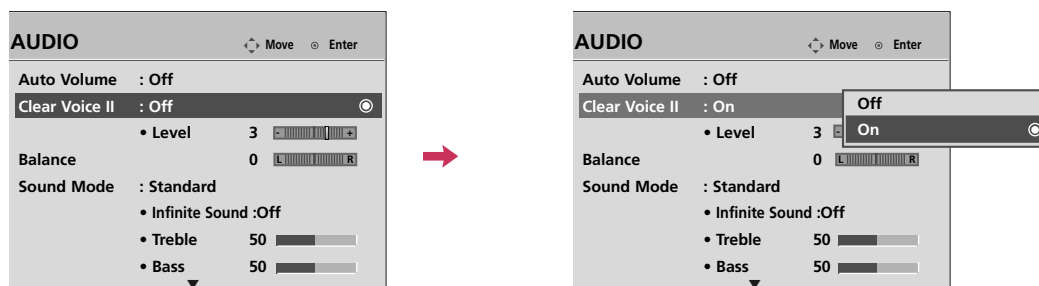 AUDIO Move Enter
Auto Volume : Off
Clear Voice II : Off
• Level 3 - +
Balance 0 L R
Sound Mode : Standard
• Infinite Sound :Off
• Treble 50
• Bass 50
AUDIO Move Enter
Auto Volume : Off
Clear Voice II : On
• Level 3 -
Balance 0 L R
Sound Mode : Standard
• Infinite Sound :Off
• Treble 50
• Bass 50
Off
On